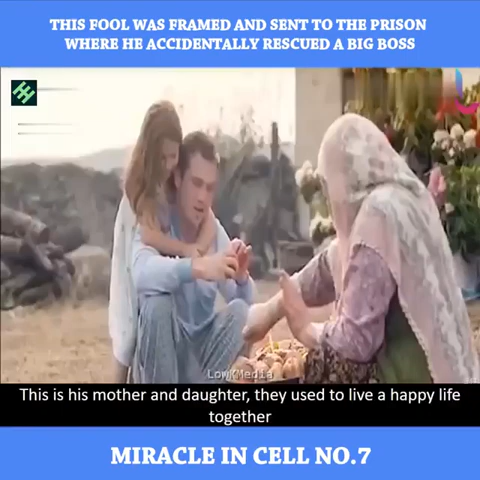 THIS FOOL WAS FRAMED AND SENT TO THE PRISON
WHERE HE ACCIDENTALLY RESCUED A BIG BOSS
LowKMedia
This is his mother and daughter, they used to live a happy life
together
MIRACLE IN CELL NO.7